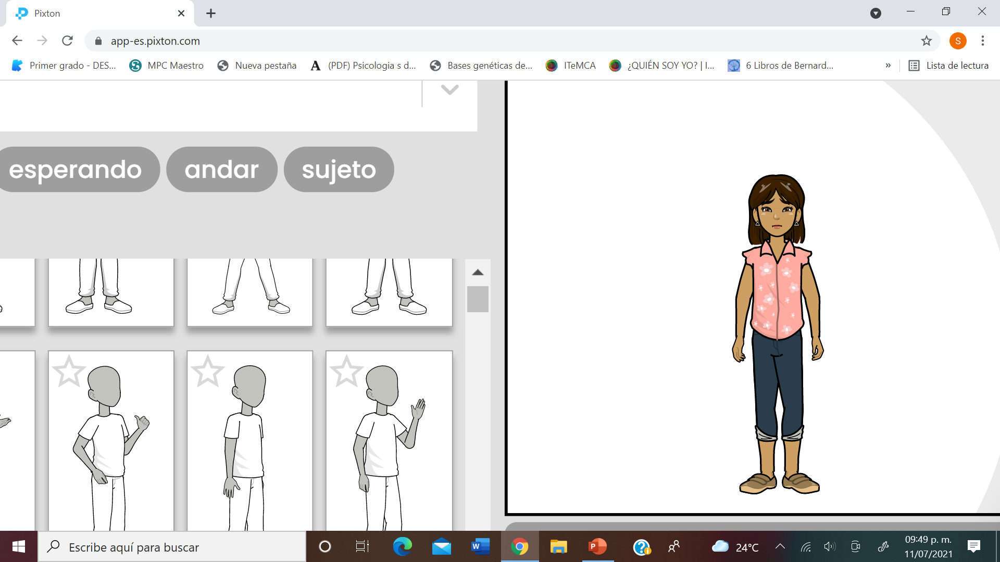 Pixton
app-es.pixton.com
S
Primer grado - DES...
MPC Maestro
Nueva pestaña
A
(PDF) Psicologia s d...
Bases genéticas de...
ITeMCA
¿QUIÉN SOY YO? | I...
6 Libros de Bernard...
»
Lista de lectura
esperando
andar
sujeto
Escribe aquí para buscar
W
P
24°C
09:49 p. m.
11/07/2021